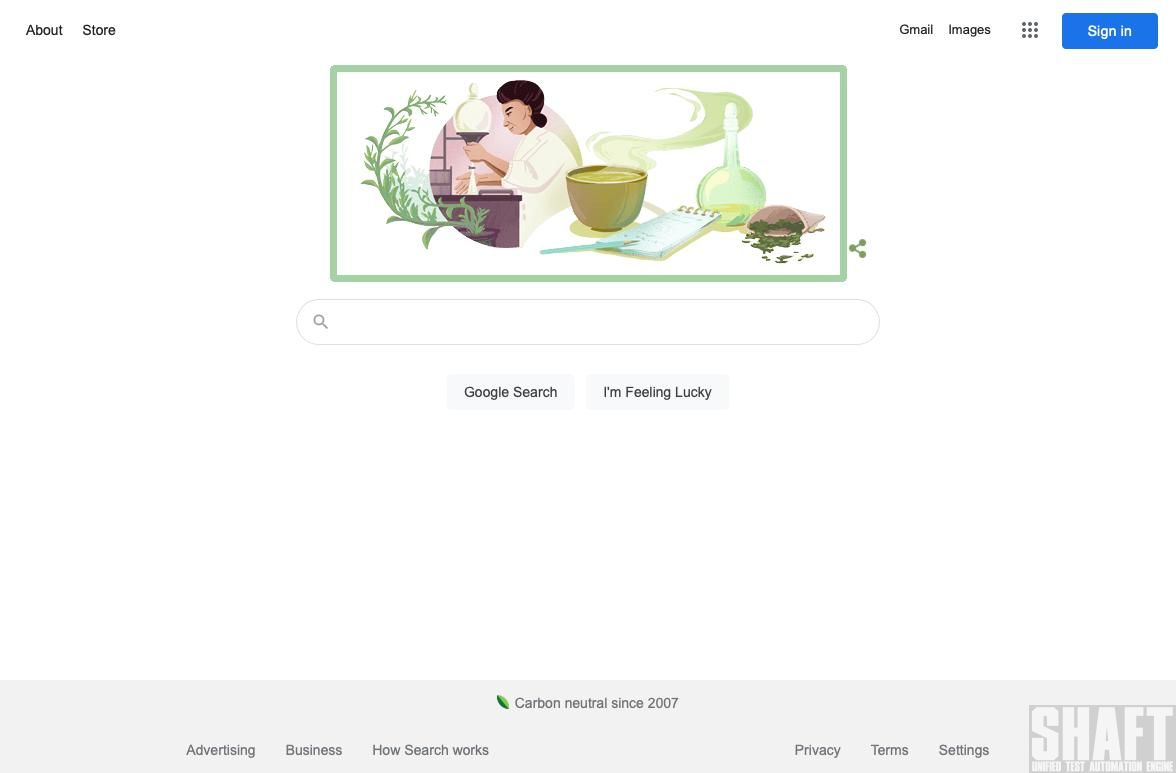 About Store
Gmail Images Sign in
Google Search I'm Feeling Lucky
Carbon neutral since 2007
Advertising Business How Search works
Privacy Terms Settings
SHAFT
UNIFIED TEST AUTOMATION ENGINE